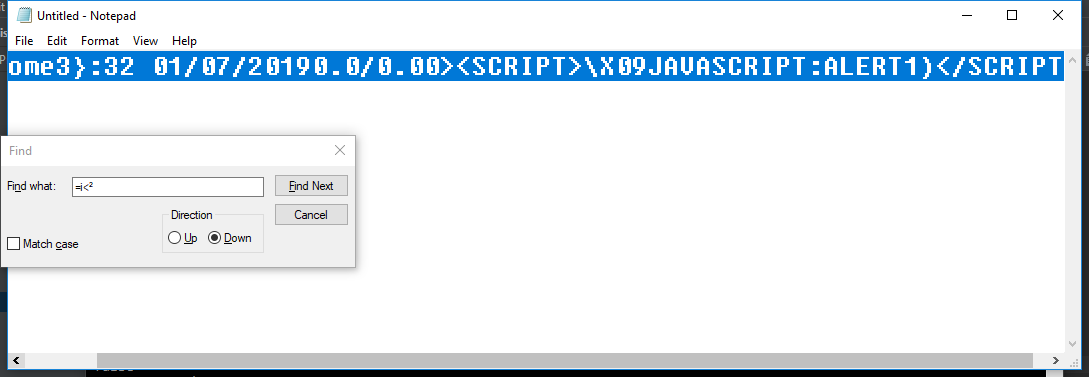 Untitled - Notepad
File Edit Format View Help
ome3}:32 01/07/20190.0/0.00><SCRIPT>\X09JAVASCRIPT:ALERT1)</SCRIPT
Find
Find what: =i<²
Find Next
Direction
Cancel
Up Down
Match case